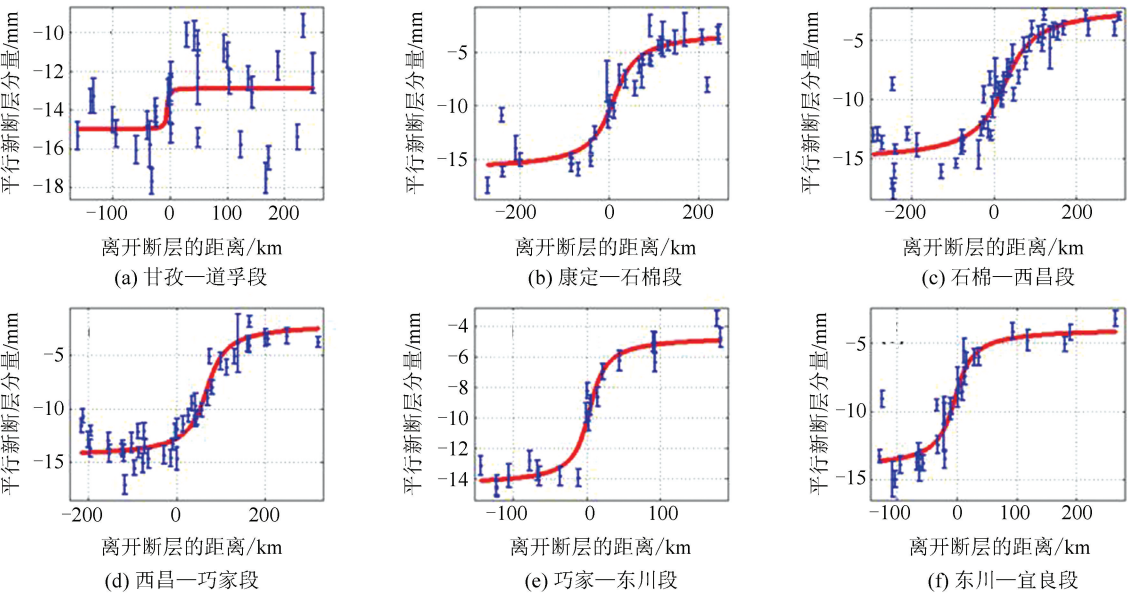 平行新断层分量/mm
−10
−12
−14
−16
−18
−100 0 100 200
离开断层的距离/km
(a) 甘孜—道孚段
平行新断层分量/mm
−5
−10
−15
−200 0 200
离开断层的距离/km
(b) 康定—石棉段
平行新断层分量/mm
−5
−10
−15
−200 0 200
离开断层的距离/km
(c) 石棉—西昌段
平行新断层分量/mm
−5
−10
−15
−200 0 200
离开断层的距离/km
(d) 西昌—巧家段
平行新断层分量/mm
−4
−6
−8
−10
−12
−14
−100 0 100
离开断层的距离/km
(e) 巧家—东川段
平行新断层分量/mm
−5
−10
−15
−100 0 100 200
离开断层的距离/km
(f) 东川—宜良段